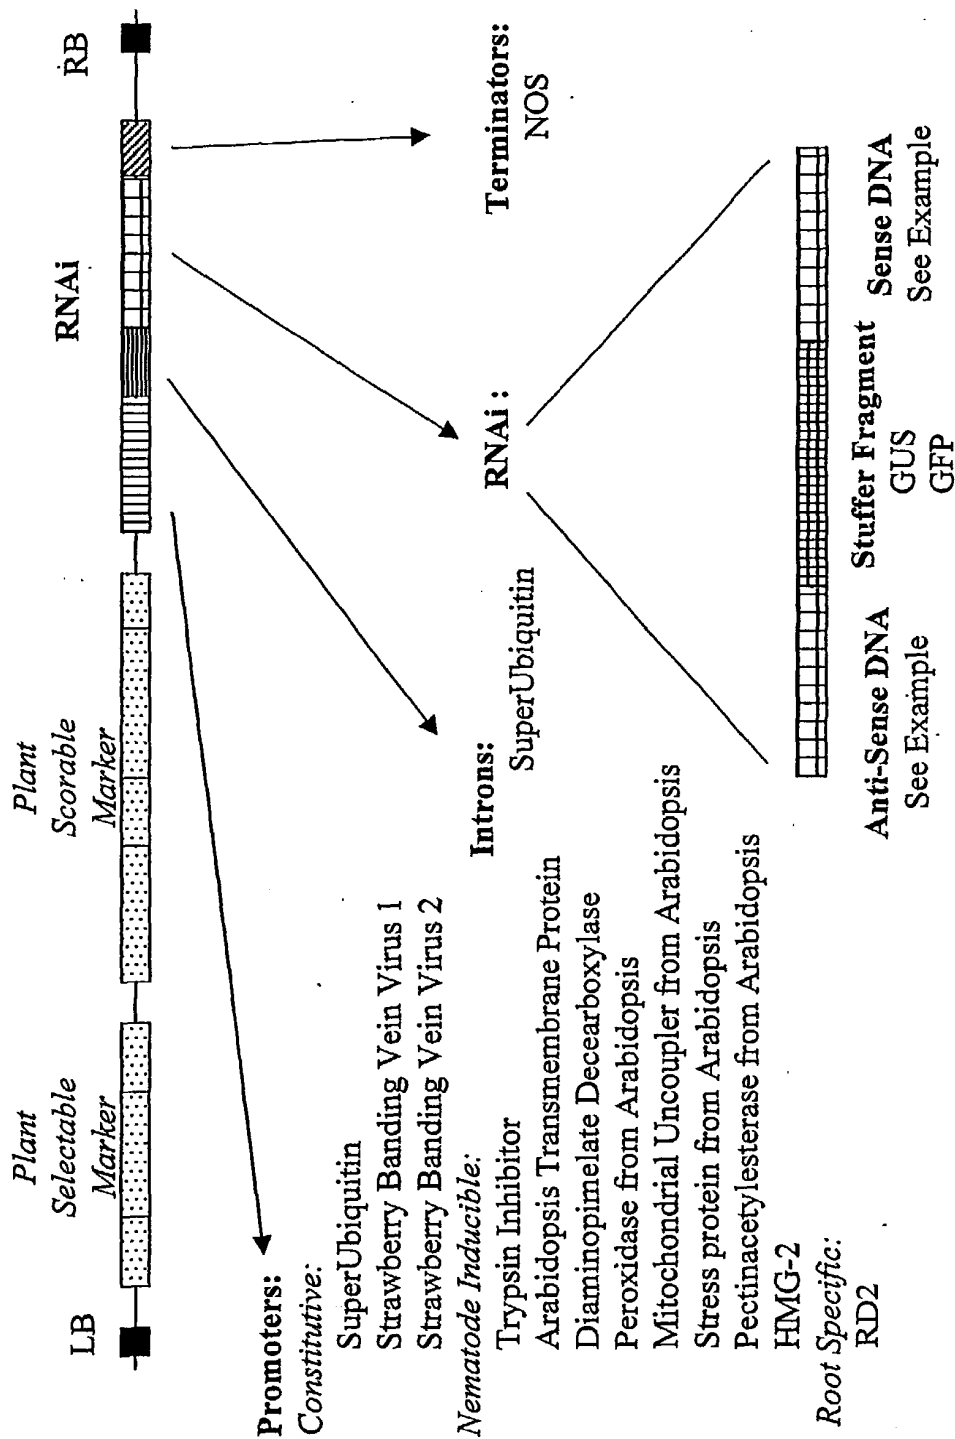 Plant
Selectable
Marker
Plant
Scorable
Marker
LB
RNAi
RB
Promoters:
Constitutive:
SuperUbiquitin
Strawberry Banding Vein Virus 1
Strawberry Banding Vein Virus 2
Nematode Inducible:
Trypsin Inhibitor
Arabidopsis Transmembrane Protein
Diaminopimelate Decearboxylase
Peroxidase from Arabidopsis
Mitochondrial Uncoupler from Arabidopsis
Stress protein from Arabidopsis
Pectinacetylesterase from Arabidopsis
HMG-2
Root Specific:
RD2
Introns:
SuperUbiquitin
RNAi :
Terminators:
NOS
Anti-Sense DNA
See Example
Stuffer Fragment
GUS
GFP
Sense DNA
See Example